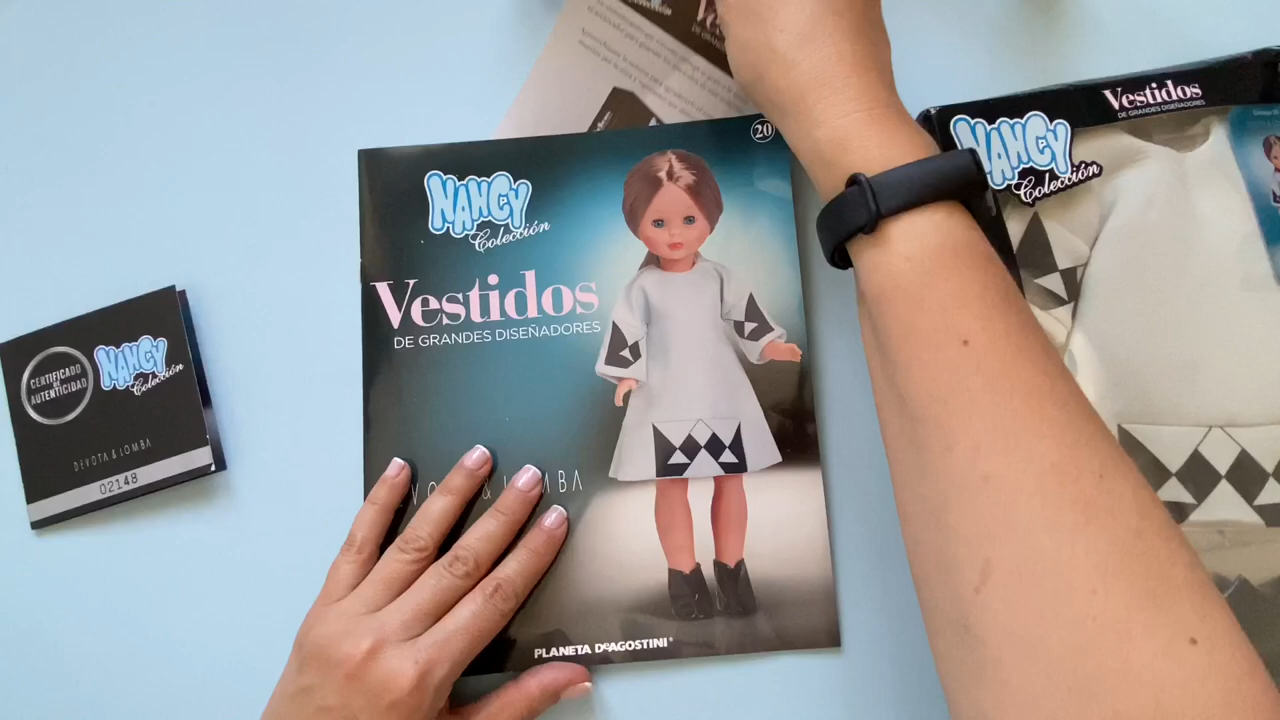 NANCY
Colección
Vestidos
DE GRANDES DISEÑADORES
20
PLANETA DeAGOSTINI
CERTIFICADO
DE
AUTENTICIDAD
NANCY
Colección
DEVOTA & LOMBA
02148
NANCY
Colección
Vestidos
DE GRANDES DISEÑADORES